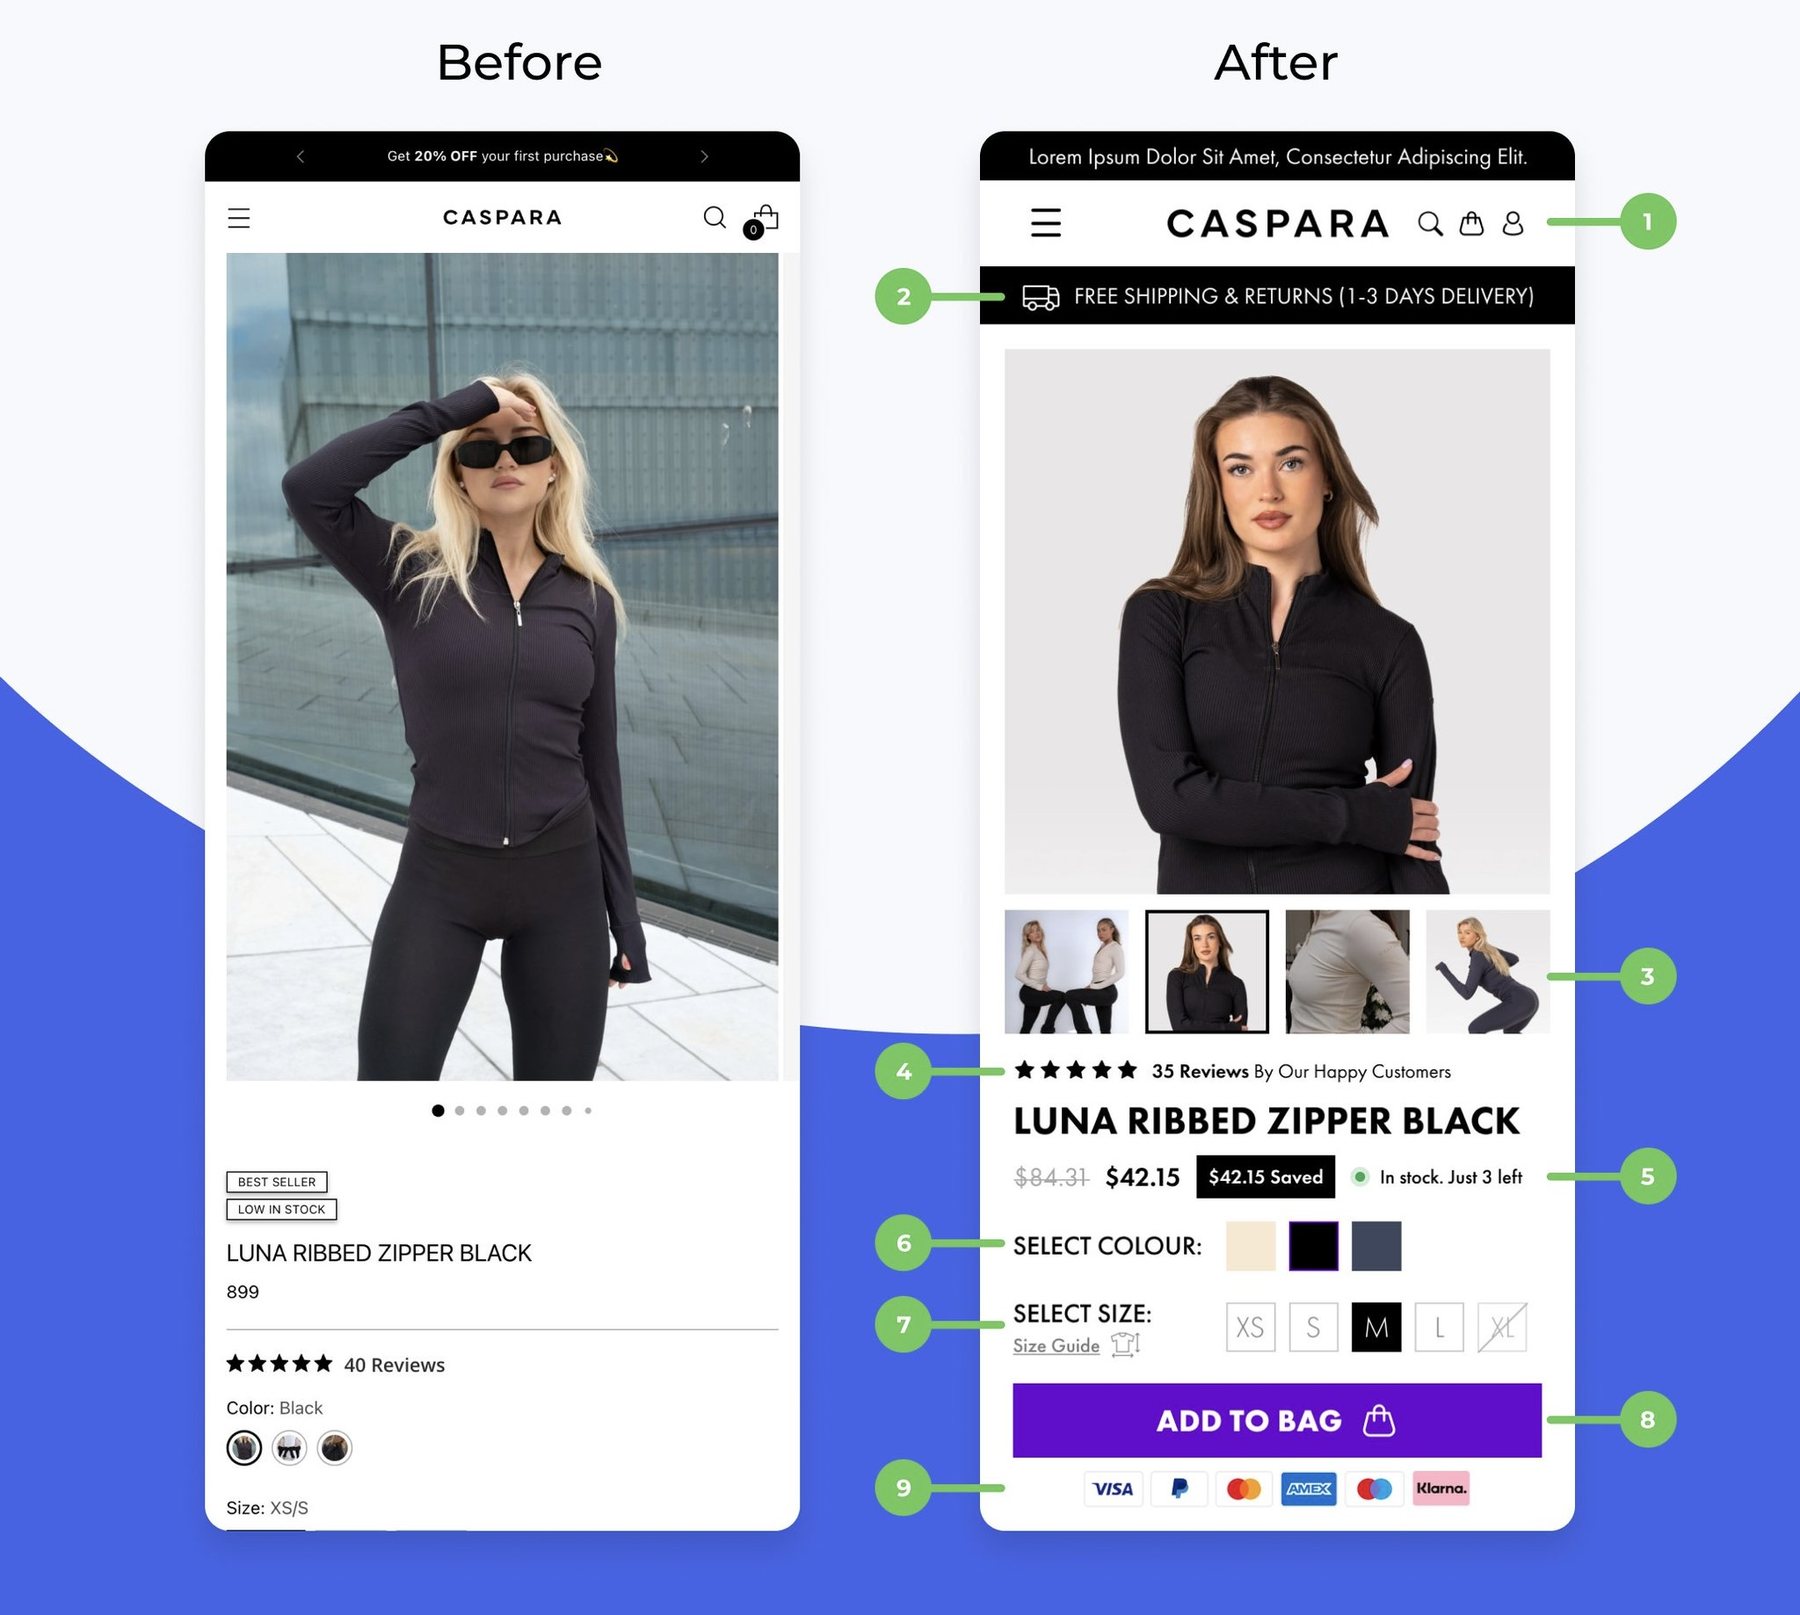 Before
After
Get 20% OFF your first purchase💫
CASPARA
0
BEST SELLER
LOW IN STOCK
LUNA RIBBED ZIPPER BLACK
899
★★★★★ 40 Reviews
Color: Black
Size: XS/S
Lorem Ipsum Dolor Sit Amet, Consectetur Adipiscing Elit.
CASPARA
1
2
FREE SHIPPING & RETURNS (1-3 DAYS DELIVERY)
3
4
★★★★★ 35 Reviews By Our Happy Customers
LUNA RIBBED ZIPPER BLACK
$84.31 $42.15 $42.15 Saved In stock. Just 3 left
5
6
SELECT COLOUR:
7
SELECT SIZE:
Size Guide
XS S M L XL
ADD TO BAG
8
9
VISA P AMEX Klarna.